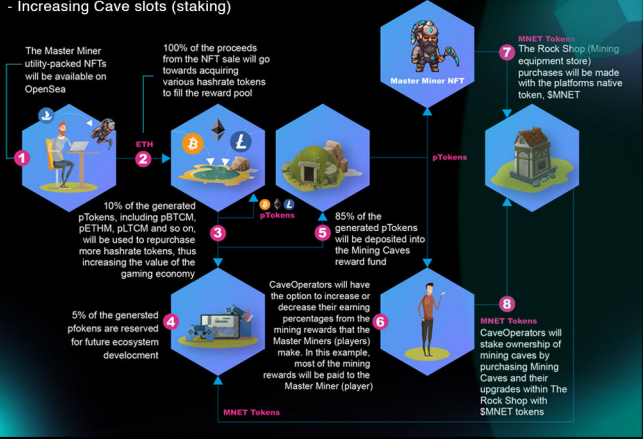 - Increasing Cave slots (staking)
The Master Miner
utility-packed NFTs
will be available on
OpenSea
1
100% of the proceeds
from the NFT sale will go
towards acquiring
various hashrate tokens
to fill the reward pool
ETH
2
Master Miner NFT
MNET Tokens
7
The Rock Shop (Mining
equipment store)
purchases will be made
with the platforms native
token, $MNET
pTokens
10% of the generated
pTokens, including pBTCM,
pETHM, pLTCM and so on,
will be used to repurchase
more hashrate tokens, thus
increasing the value of the
gaming economy
3
pTokens
5
85% of the
generated pTokens
will be deposited into
the Mining Caves
reward fund
5% of the genersted
pfokens are reserved
for future ecosystem
develocment
4
CaveOperators will have
the option to increase or
decrease their earning
percentages from the
mining rewards that the
Master Miners (players)
make. In this example,
most of the mining
rewards will be paid to the
Master Miner (player)
6
8
MNET Tokens
CaveOperators will
stake ownership of
mining caves by
purchasing Mining
Caves and their
upgrades within The
Rock Shop with
$MNET tokens
MNET Tokens